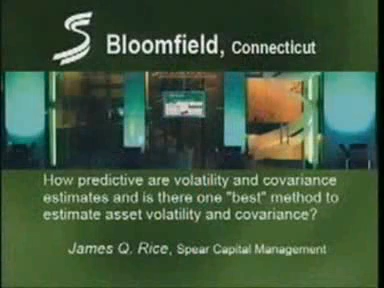 Bloomfield, Connecticut
How predictive are volatility and covariance
estimates and is there one "best" method to
estimate asset volatility and covariance?
James Q. Rice, Spear Capital Management